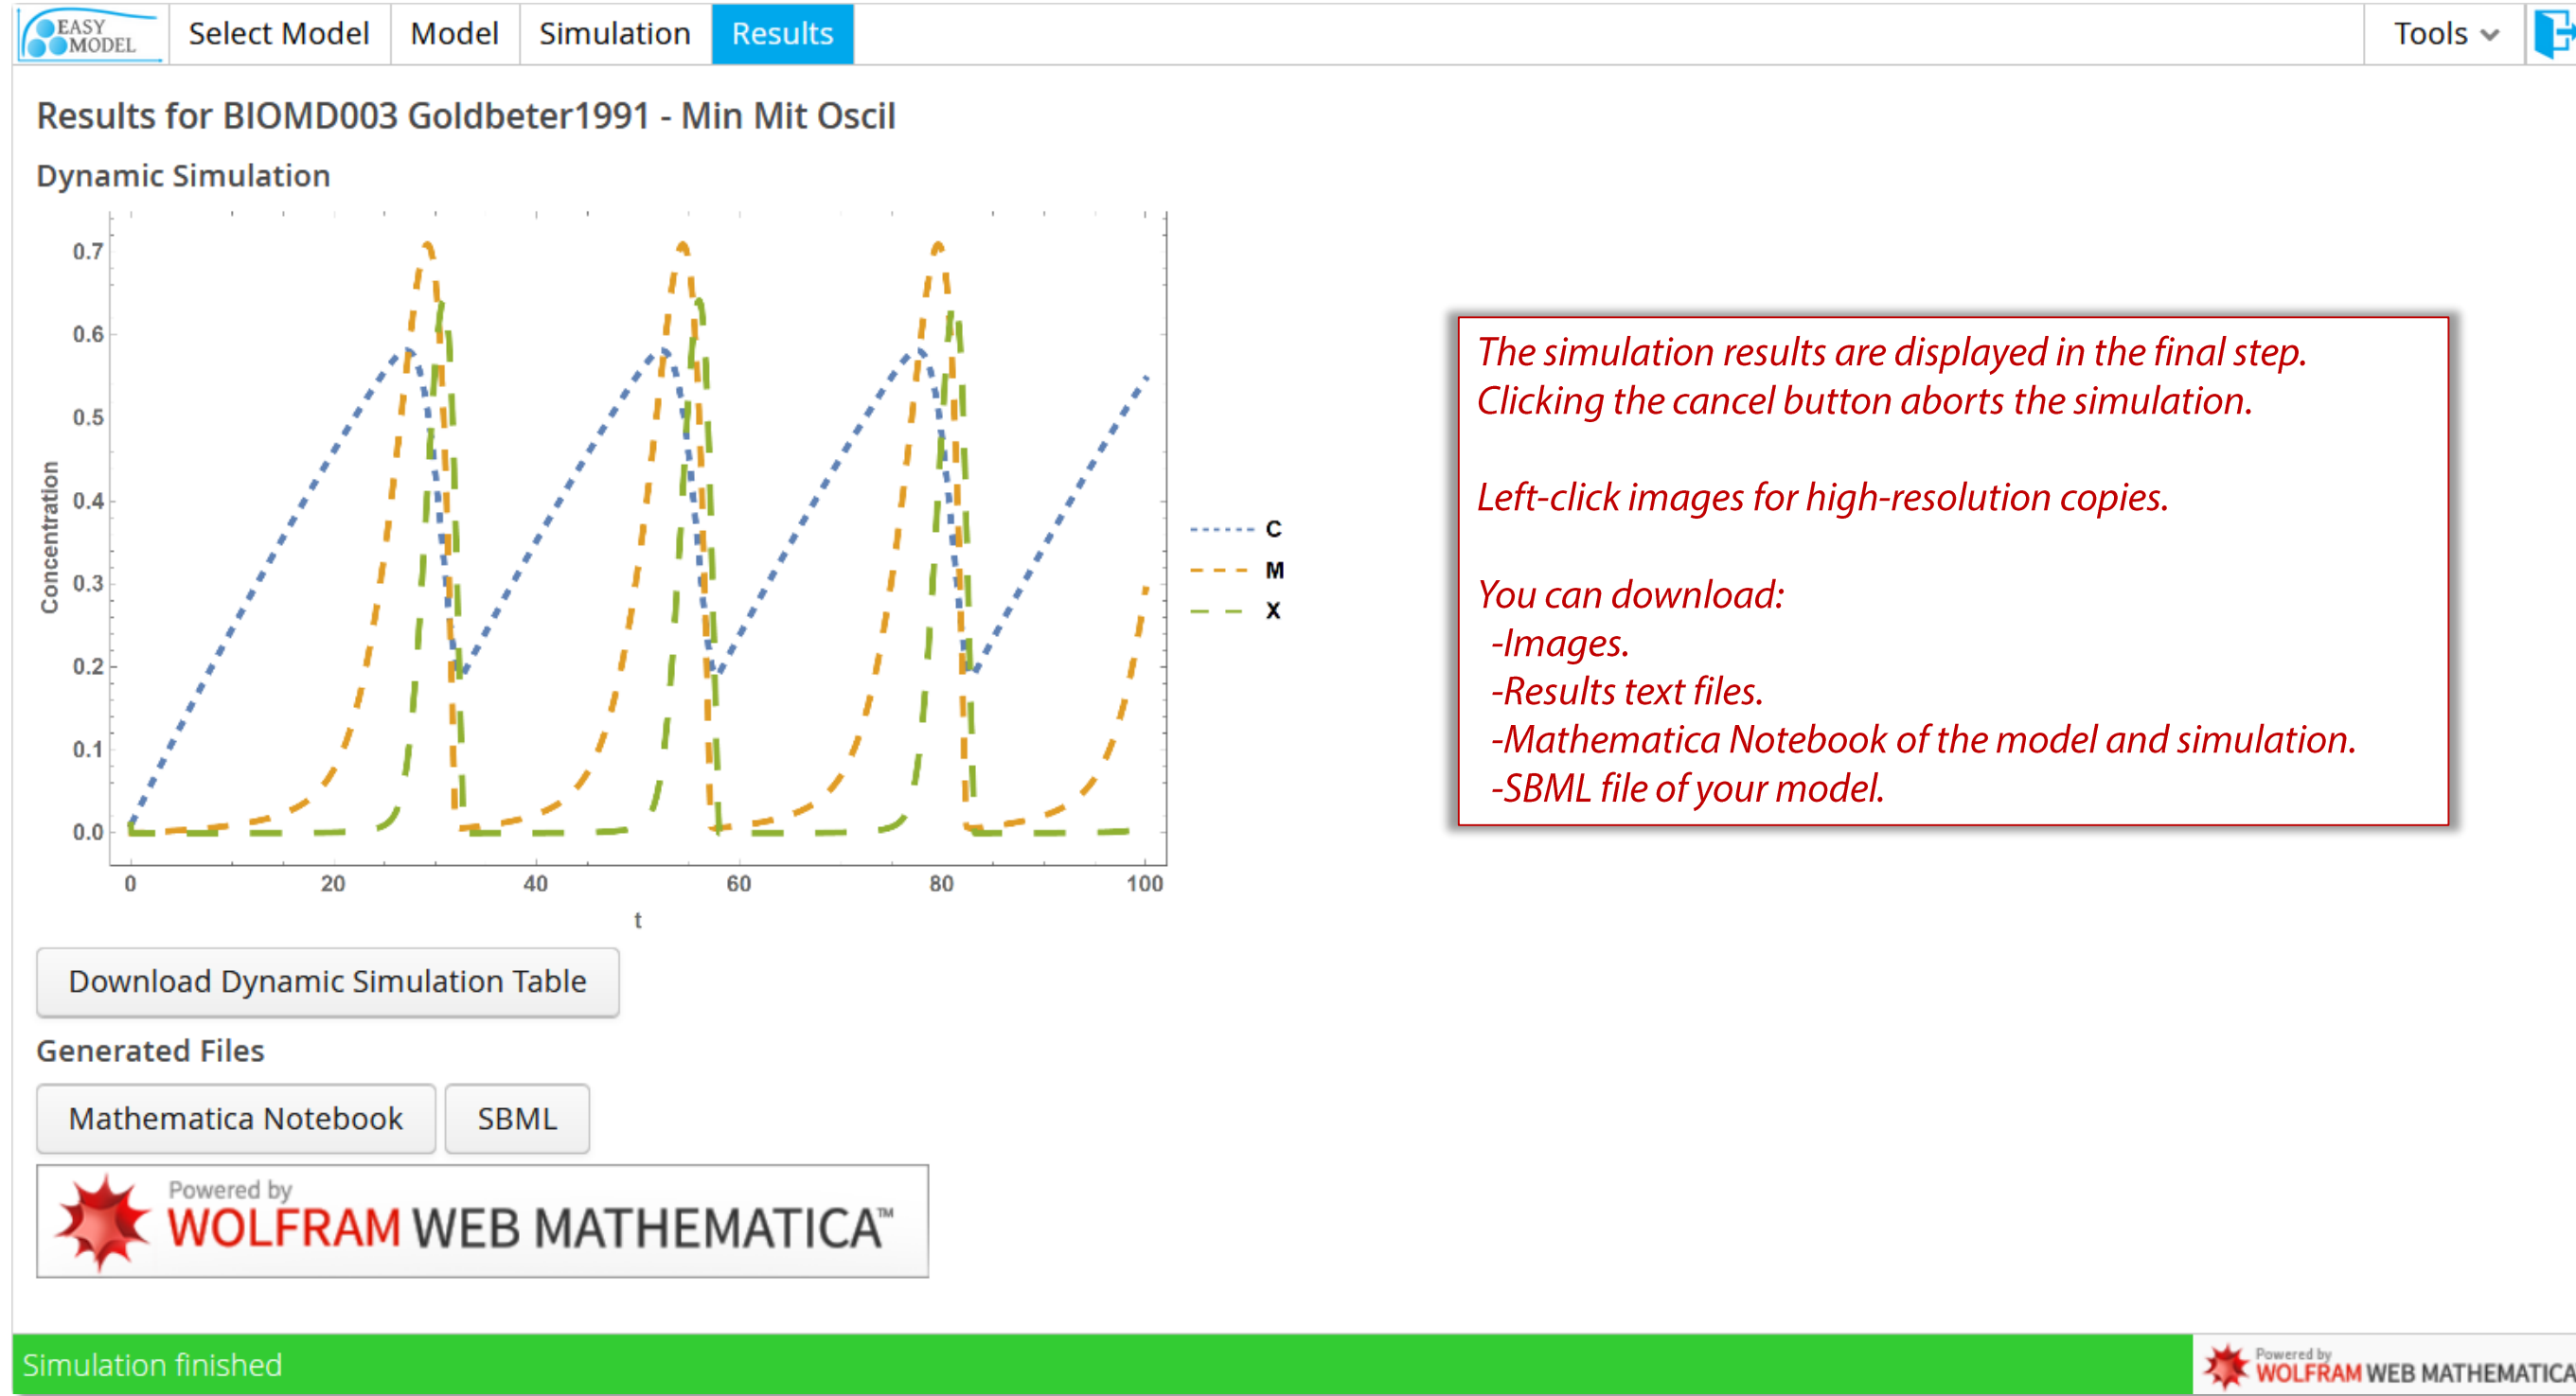 EASY
MODEL
Select Model
Model
Simulation
Results
Tools
Results for BIOMD003 Goldbeter1991 - Min Mit Oscil
Dynamic Simulation
0.7
0.6
0.5
0.4
0.3
0.2
0.1
0.0
Concentration
0
20
40
60
80
100
t
C
M
X
The simulation results are displayed in the final step.
Clicking the cancel button aborts the simulation.
Left-click images for high-resolution copies.
You can download:
-Images.
-Results text files.
-Mathematica Notebook of the model and simulation.
-SBML file of your model.
Download Dynamic Simulation Table
Generated Files
Mathematica Notebook
SBML
Powered by
WOLFRAM WEB MATHEMATICA™
Simulation finished
Powered by
WOLFRAM WEB MATHEMATICA